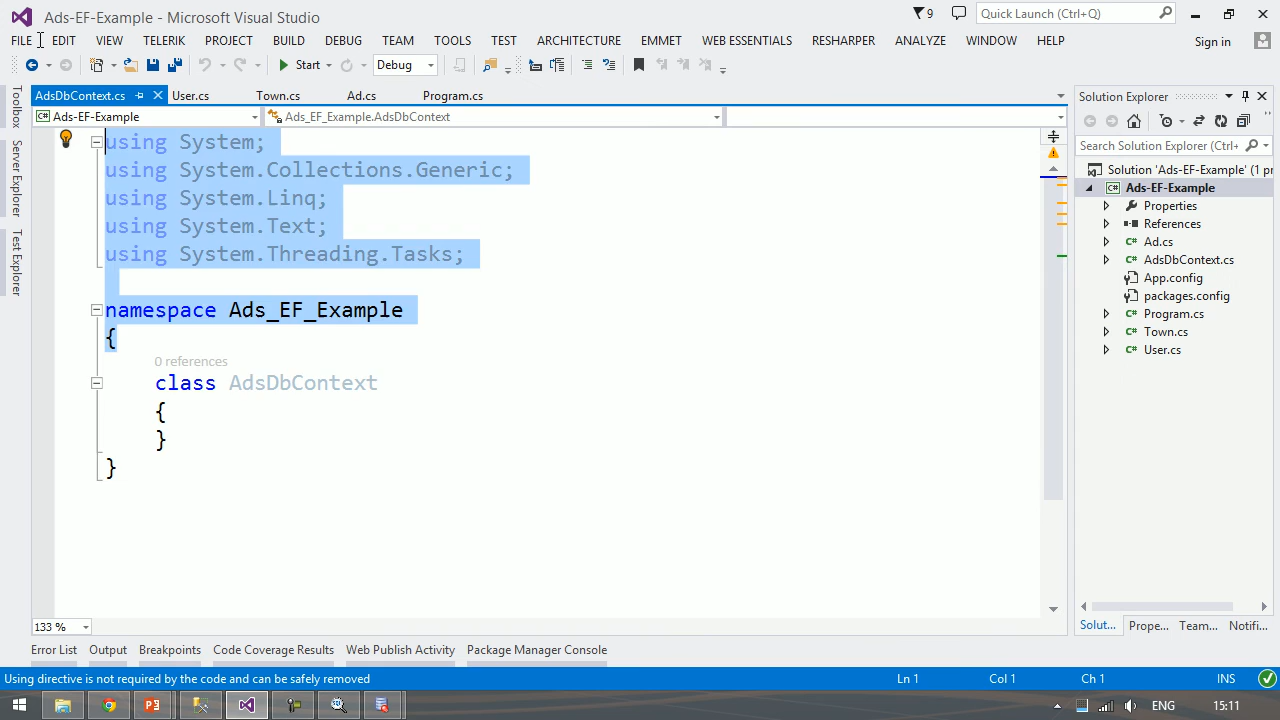 Ads-EF-Example - Microsoft Visual Studio
9
Quick Launch (Ctrl+Q)
FILE EDIT VIEW TELERIK PROJECT BUILD DEBUG TEAM TOOLS TEST ARCHITECTURE EMMET WEB ESSENTIALS RESHARPER ANALYZE WINDOW HELP
Sign in
Start
Debug
Toolbox
Server Explorer
Test Explorer
AdsDbContext.cs
User.cs
Town.cs
Ad.cs
Program.cs
Ads-EF-Example
Ads_EF_Example.AdsDbContext
using System;
using System.Collections.Generic;
using System.Linq;
using System.Text;
using System.Threading.Tasks;
namespace Ads_EF_Example
{
0 references
class AdsDbContext
{
}
}
133 %
Solution Explorer
Search Solution Explorer (Ctrl+
Solution 'Ads-EF-Example' (1 pr
Ads-EF-Example
Properties
References
Ad.cs
AdsDbContext.cs
App.config
packages.config
Program.cs
Town.cs
User.cs
Solut... Prope... Team... Notifi...
Error List Output Breakpoints Code Coverage Results Web Publish Activity Package Manager Console
Using directive is not required by the code and can be safely removed
Ln 1 Col 1 Ch 1 INS
ENG 15:11